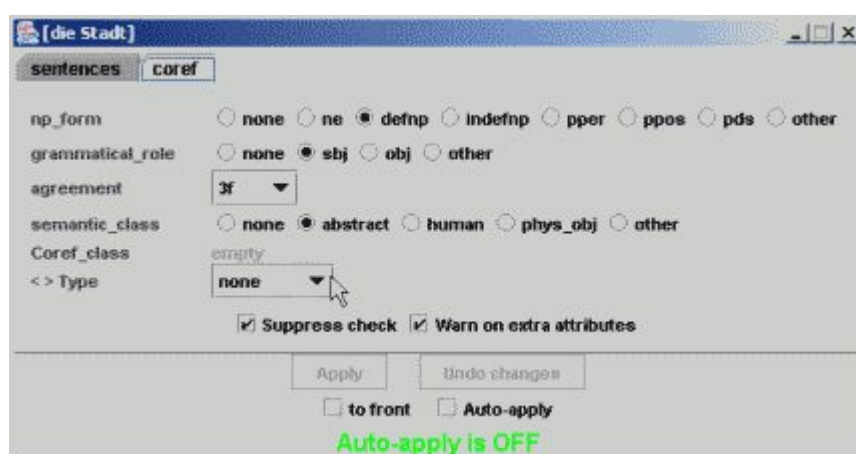 [die Stadt]
sentences coref
np_form none ne defnp indefnp pper ppos pds other
grammatical_role none sbj obj other
agreement 3f
semantic_class none abstract human phys_obj other
Coref_class empty
<> Type none
Suppress check Warn on extra attributes
Apply Undo changes
to front Auto-apply
Auto-apply is OFF